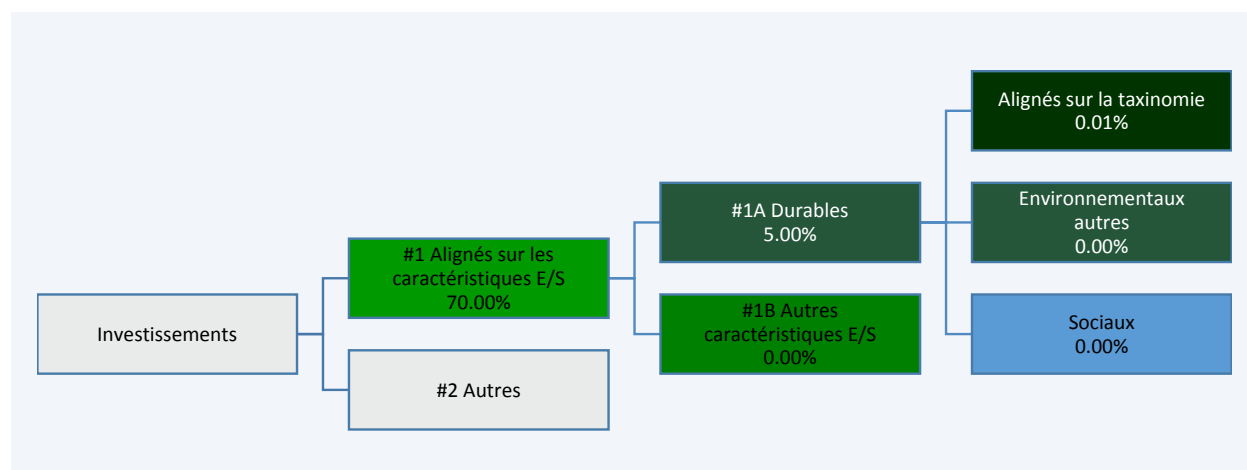 Investissements
#1 Alignés sur les
caractéristiques E/S
70.00%
#2 Autres
#1A Durables
5.00%
#1B Autres
caractéristiques E/S
0.00%
Alignés sur la taxinomie
0.01%
Environnementaux
autres
0.00%
Sociaux
0.00%